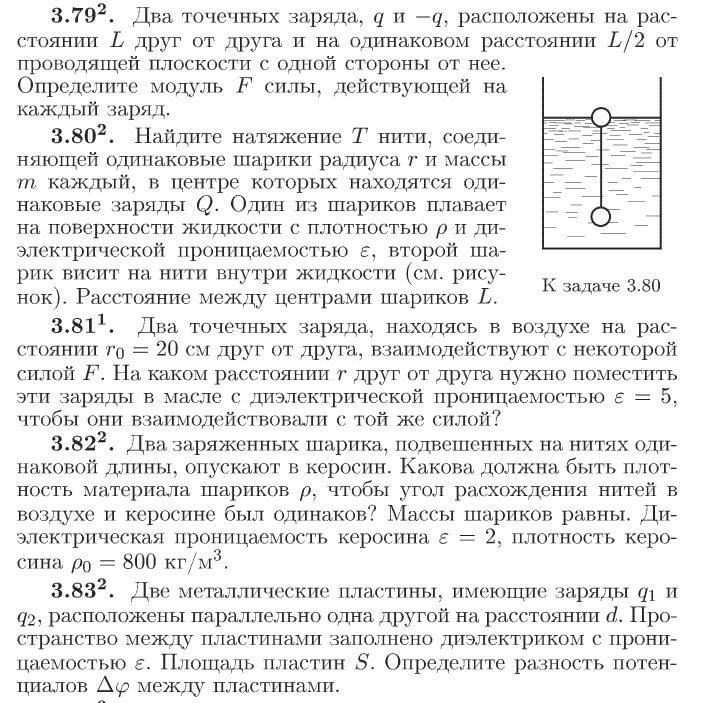 3.79². Два точечных заряда, q и −q, расположены на рас-
стоянии L друг от друга и на одинаковом расстоянии L/2 от
проводящей плоскости с одной стороны от нее.
Определите модуль F силы, действующей на
каждый заряд.
3.80². Найдите натяжение T нити, соеди-
няющей одинаковые шарики радиуса r и массы
m каждый, в центре которых находятся оди-
наковые заряды Q. Один из шариков плавает
на поверхности жидкости с плотностью ρ и ди-
электрической проницаемостью ε, второй ша-
рик висит на нити внутри жидкости (см. рису-
нок). Расстояние между центрами шариков L.
К задаче 3.80
3.81¹. Два точечных заряда, находясь в воздухе на рас-
стоянии r₀ = 20 см друг от друга, взаимодействуют с некоторой
силой F. На каком расстоянии r друг от друга нужно поместить
эти заряды в масле с диэлектрической проницаемостью ε = 5,
чтобы они взаимодействовали с той же силой?
3.82². Два заряженных шарика, подвешенных на нитях оди-
наковой длины, опускают в керосин. Какова должна быть плот-
ность материала шариков ρ, чтобы угол расхождения нитей в
воздухе и керосине был одинаков? Массы шариков равны. Ди-
электрическая проницаемость керосина ε = 2, плотность керо-
сина ρ₀ = 800 кг/м³.
3.83². Две металлические пластины, имеющие заряды q₁ и
q₂, расположены параллельно одна другой на расстоянии d. Про-
странство между пластинами заполнено диэлектриком с прони-
цаемостью ε. Площадь пластин S. Определите разность потен-
циалов Δφ между пластинами.